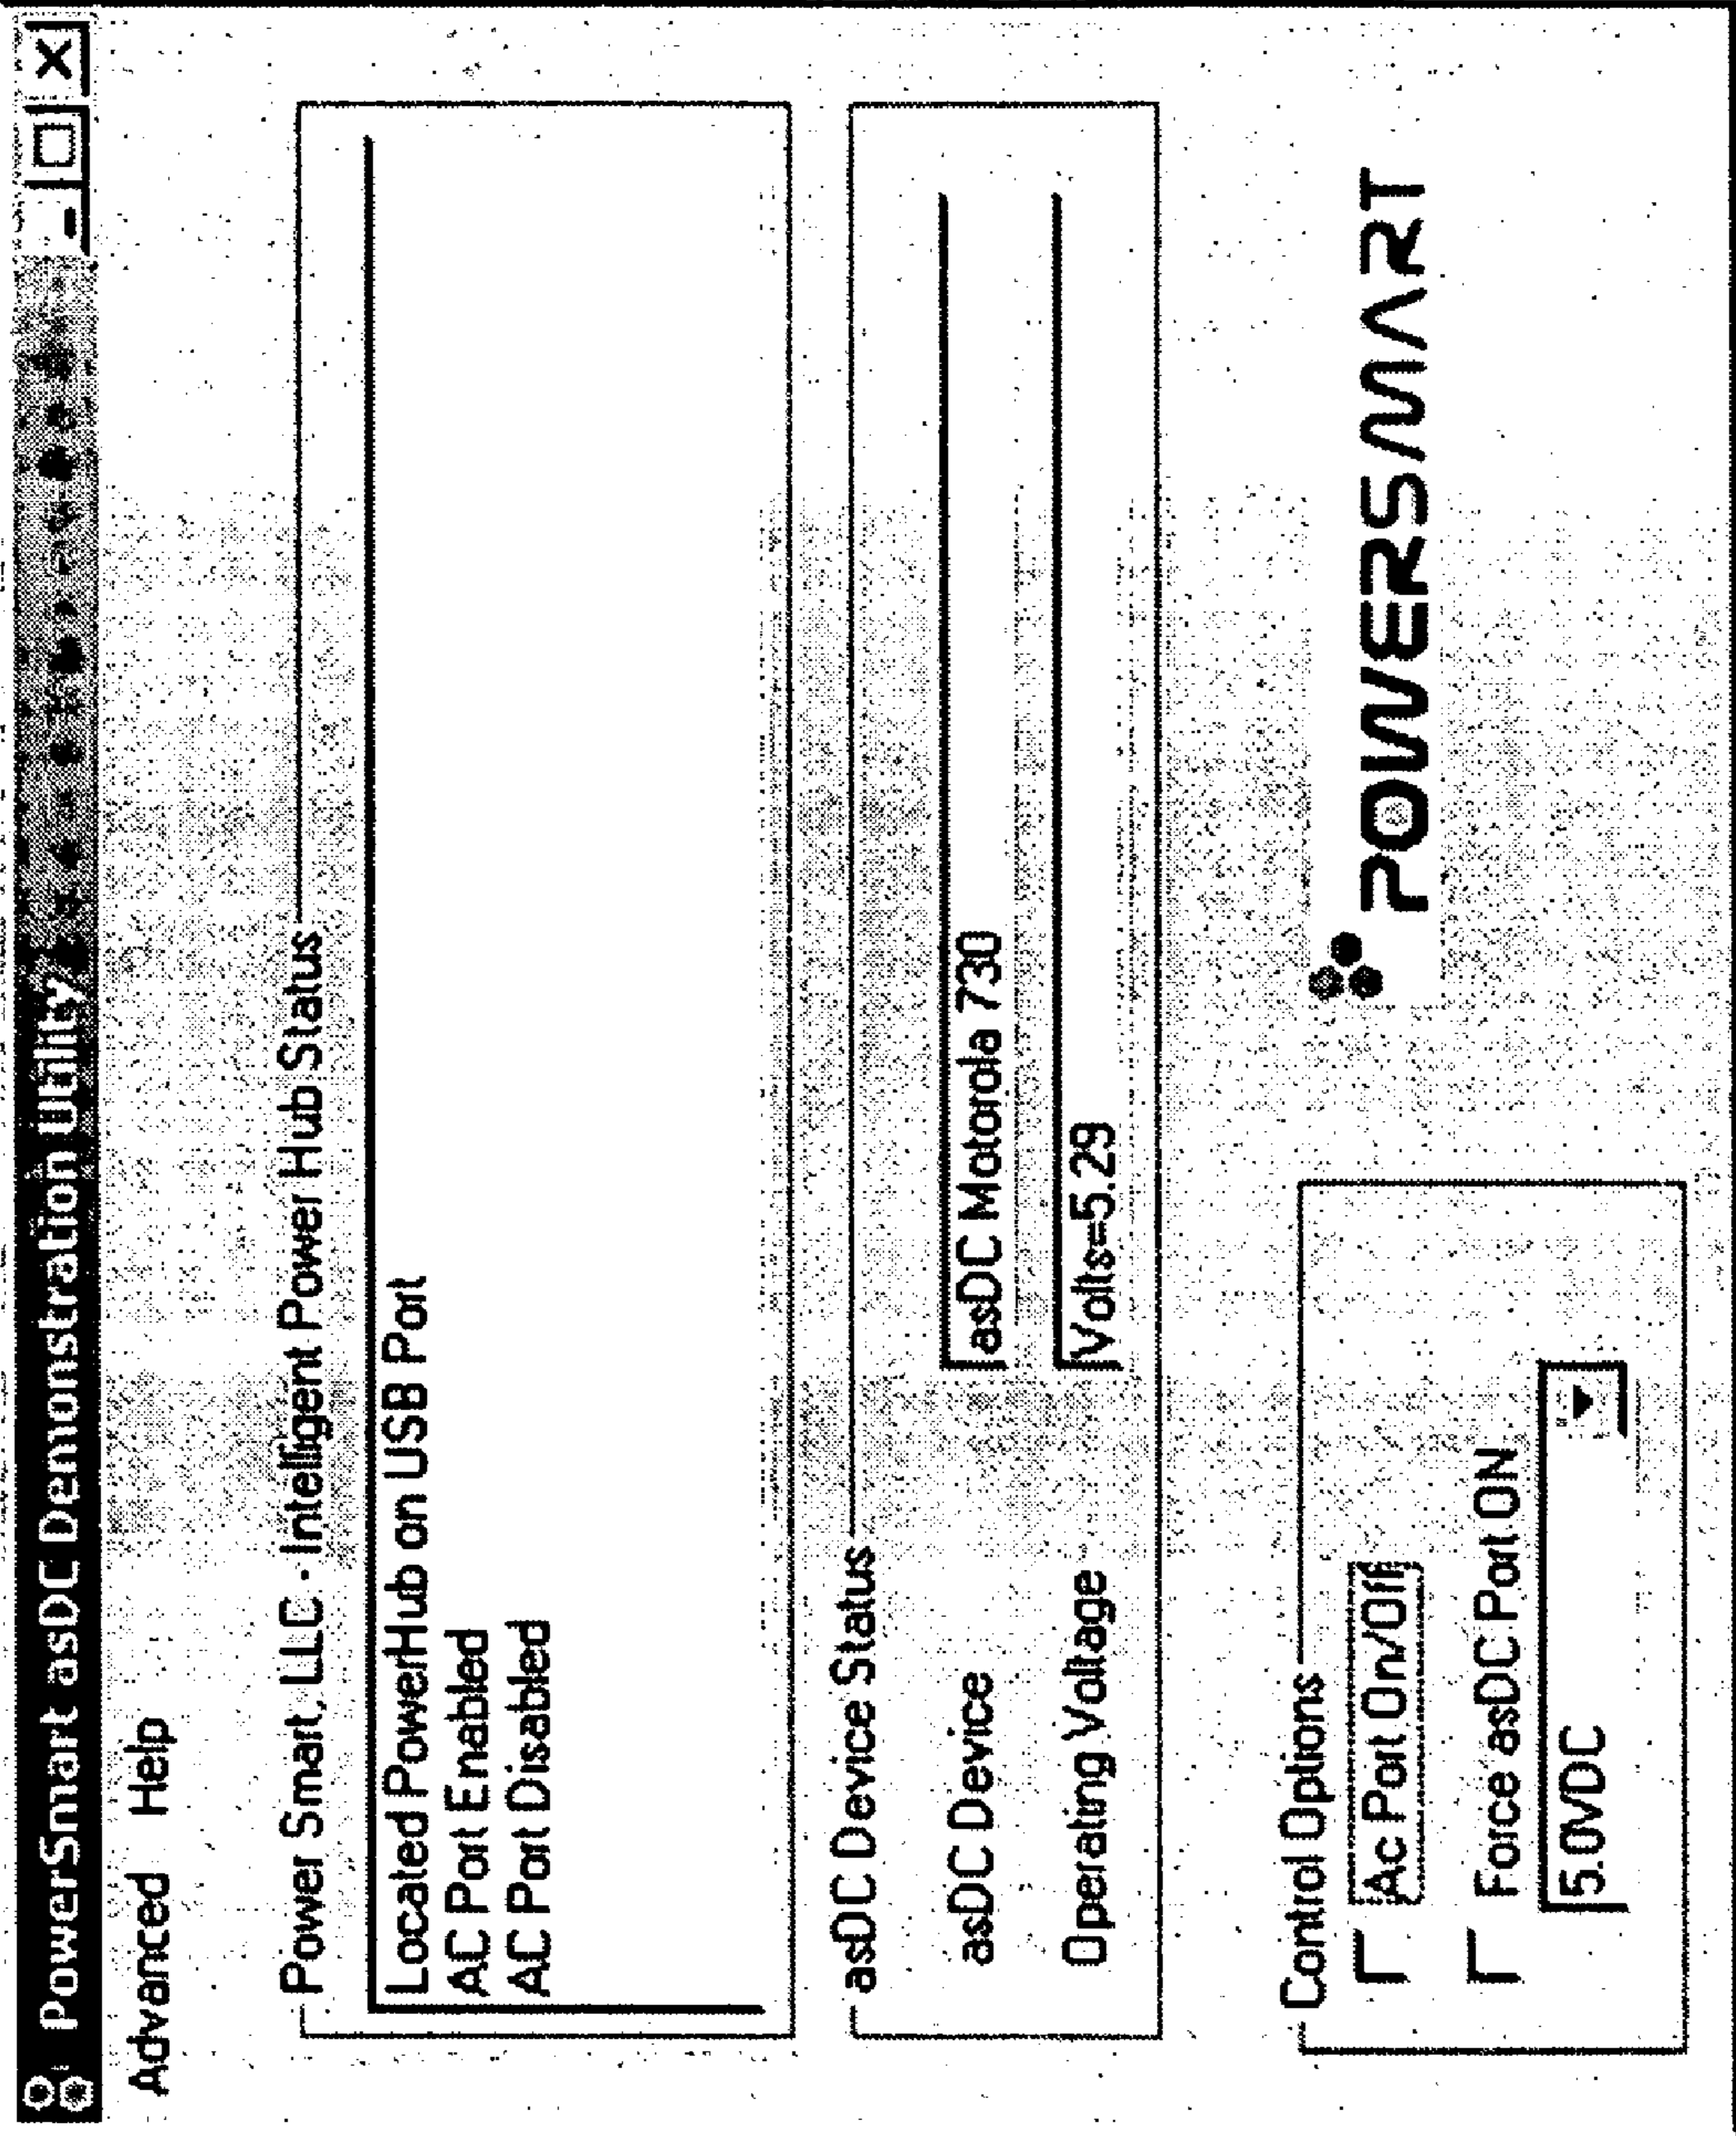 PowerSmart asDC Demonstration Utility
Advanced Help
Power Smart, LLC - Intelligent Power Hub Status
Located PowerHub on USB Port
AC Port Enabled
AC Port Disabled
asDC Device Status
asDC Device
asDC Motorola 730
Operating Voltage
Volts=5.29
Control Options
Ac Port On/Off
Force asDC Port ON
5.0VDC
POWERSMART